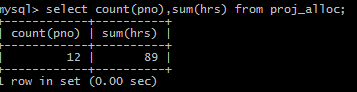 mysql> select count(pno),sum(hrs) from proj_alloc;
+------------+----------+
| count(pno) | sum(hrs) |
+------------+----------+
| 12 | 89 |
+------------+----------+
1 row in set (0.00 sec)